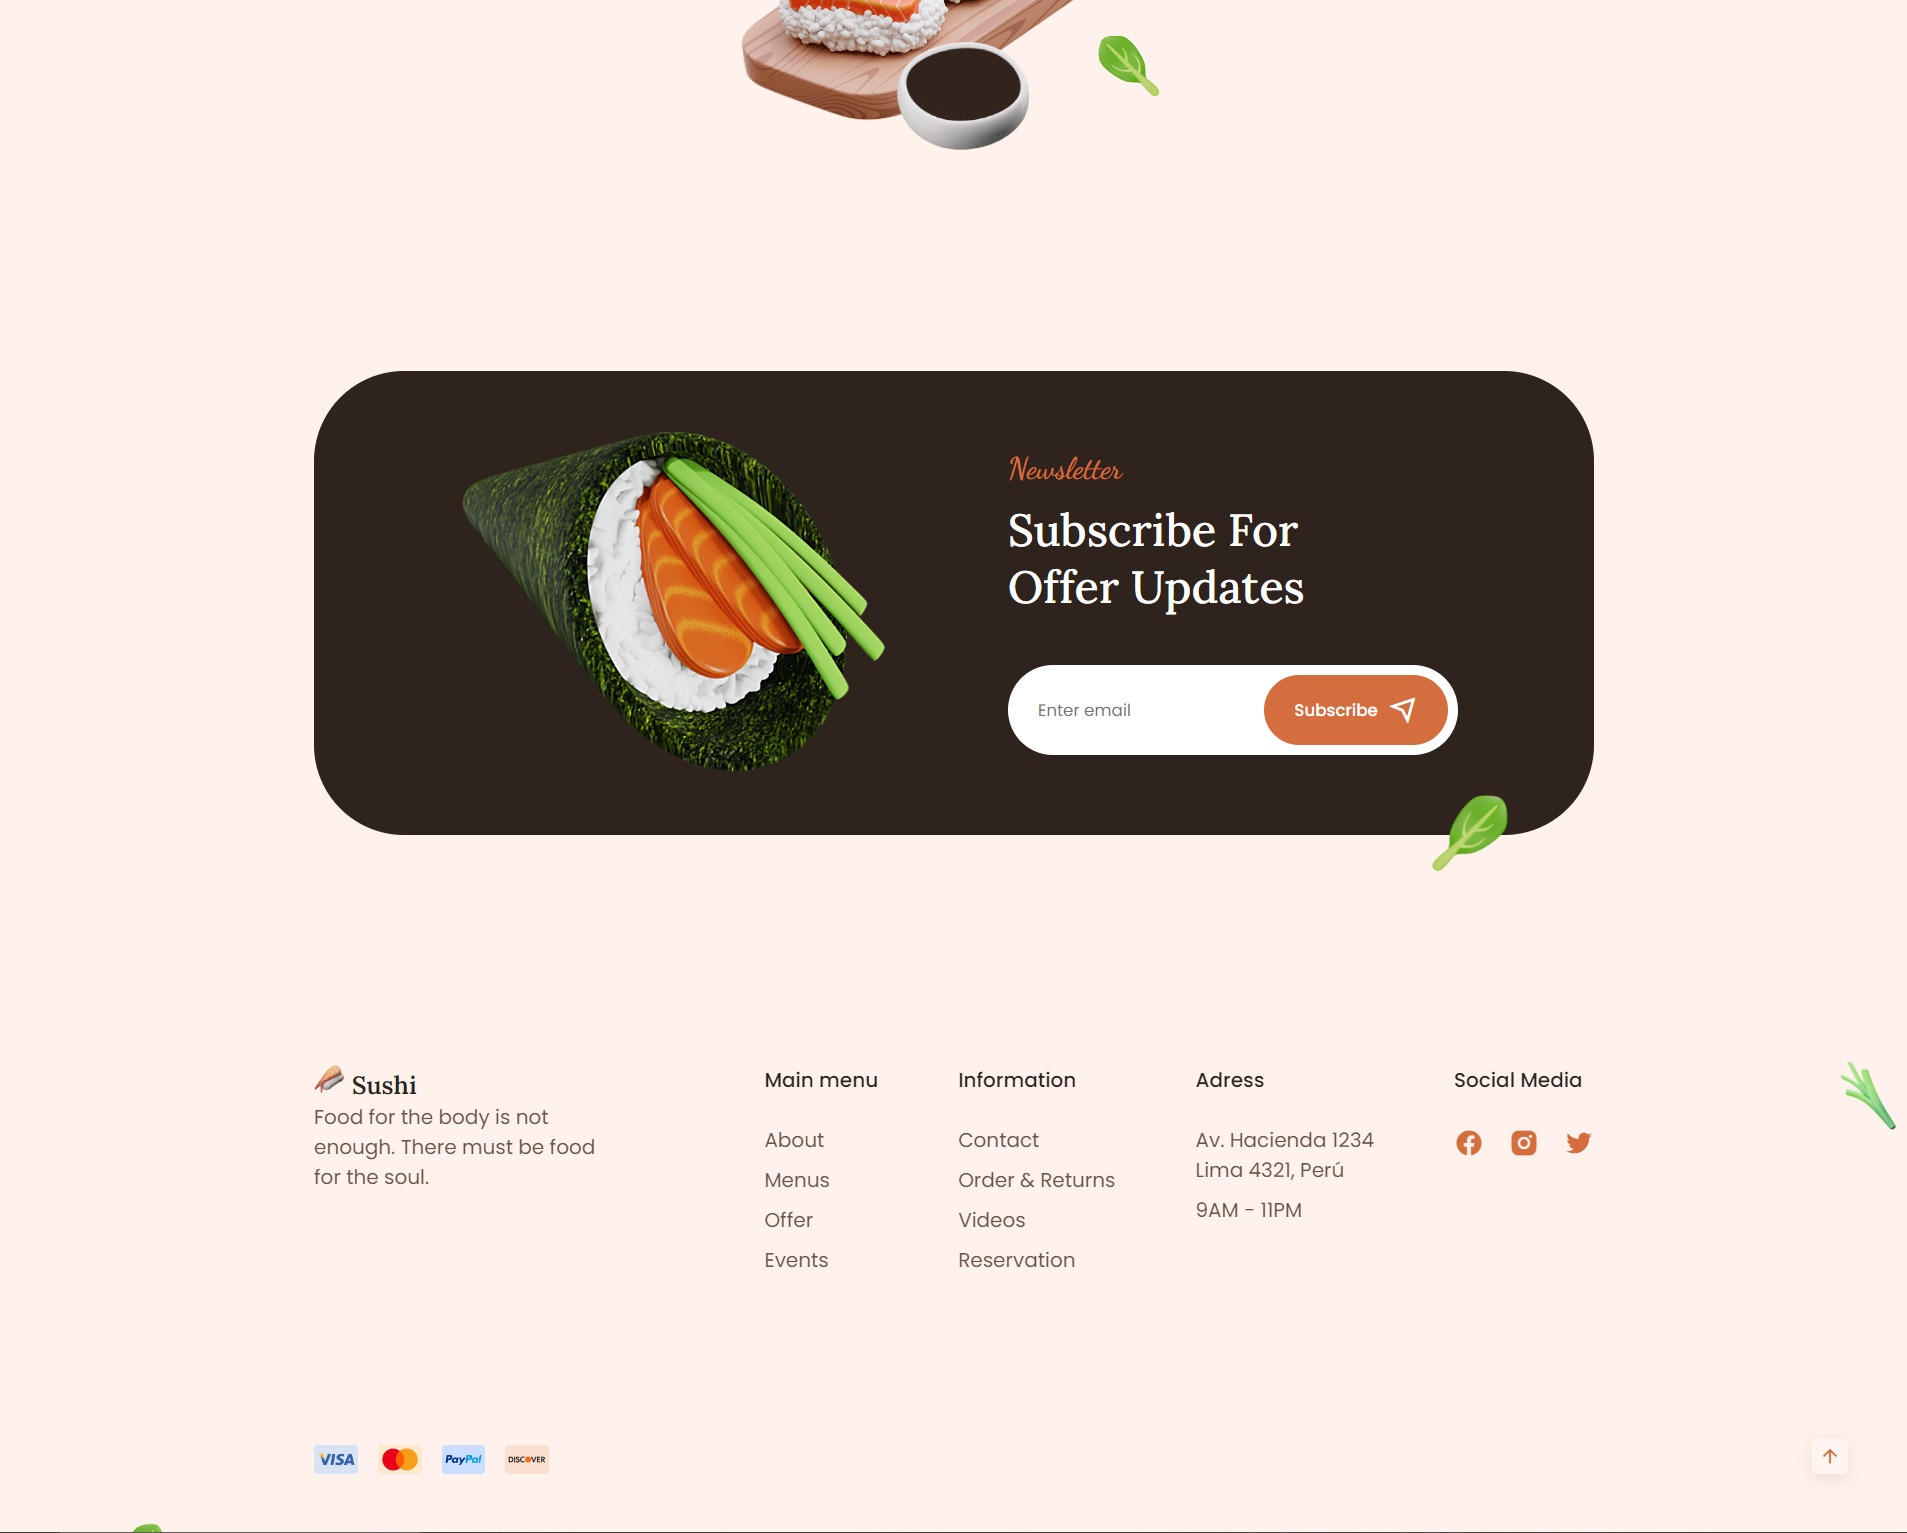 Newsletter
Subscribe For
Offer Updates
Enter email
Subscribe
Sushi
Food for the body is not
enough. There must be food
for the soul.
Main menu
About
Menus
Offer
Events
Information
Contact
Order & Returns
Videos
Reservation
Adress
Av. Hacienda 1234
Lima 4321, Perú
9AM - 11PM
Social Media
VISA
PayPal
DISCOVER